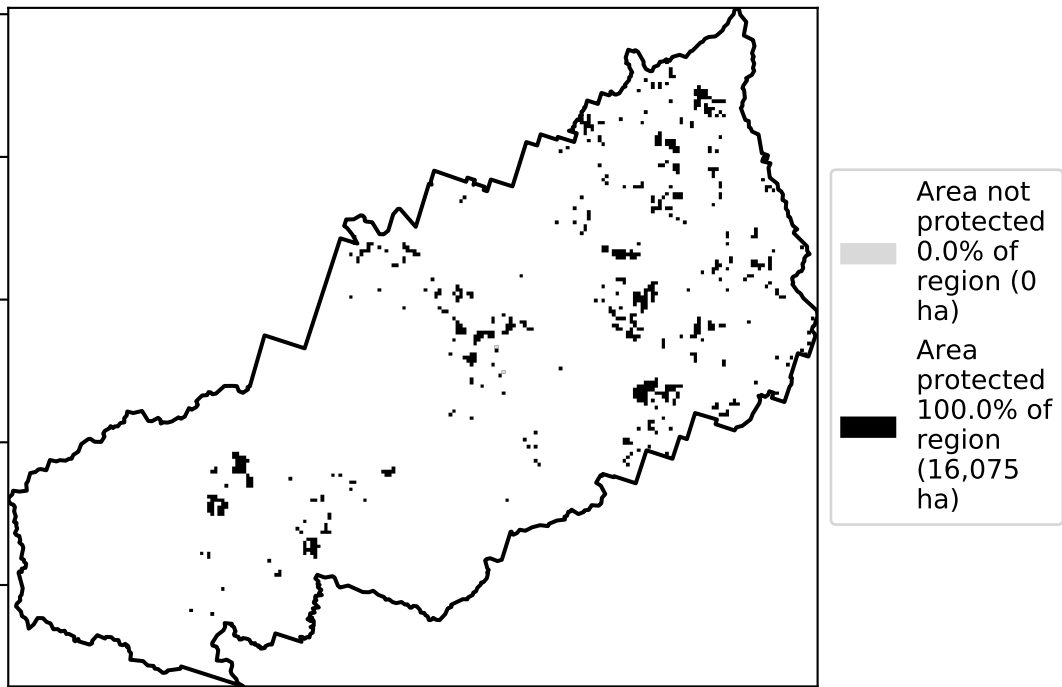 Area not
protected
0.0% of
region (0
ha)
Area
protected
100.0% of
region
(16,075
ha)